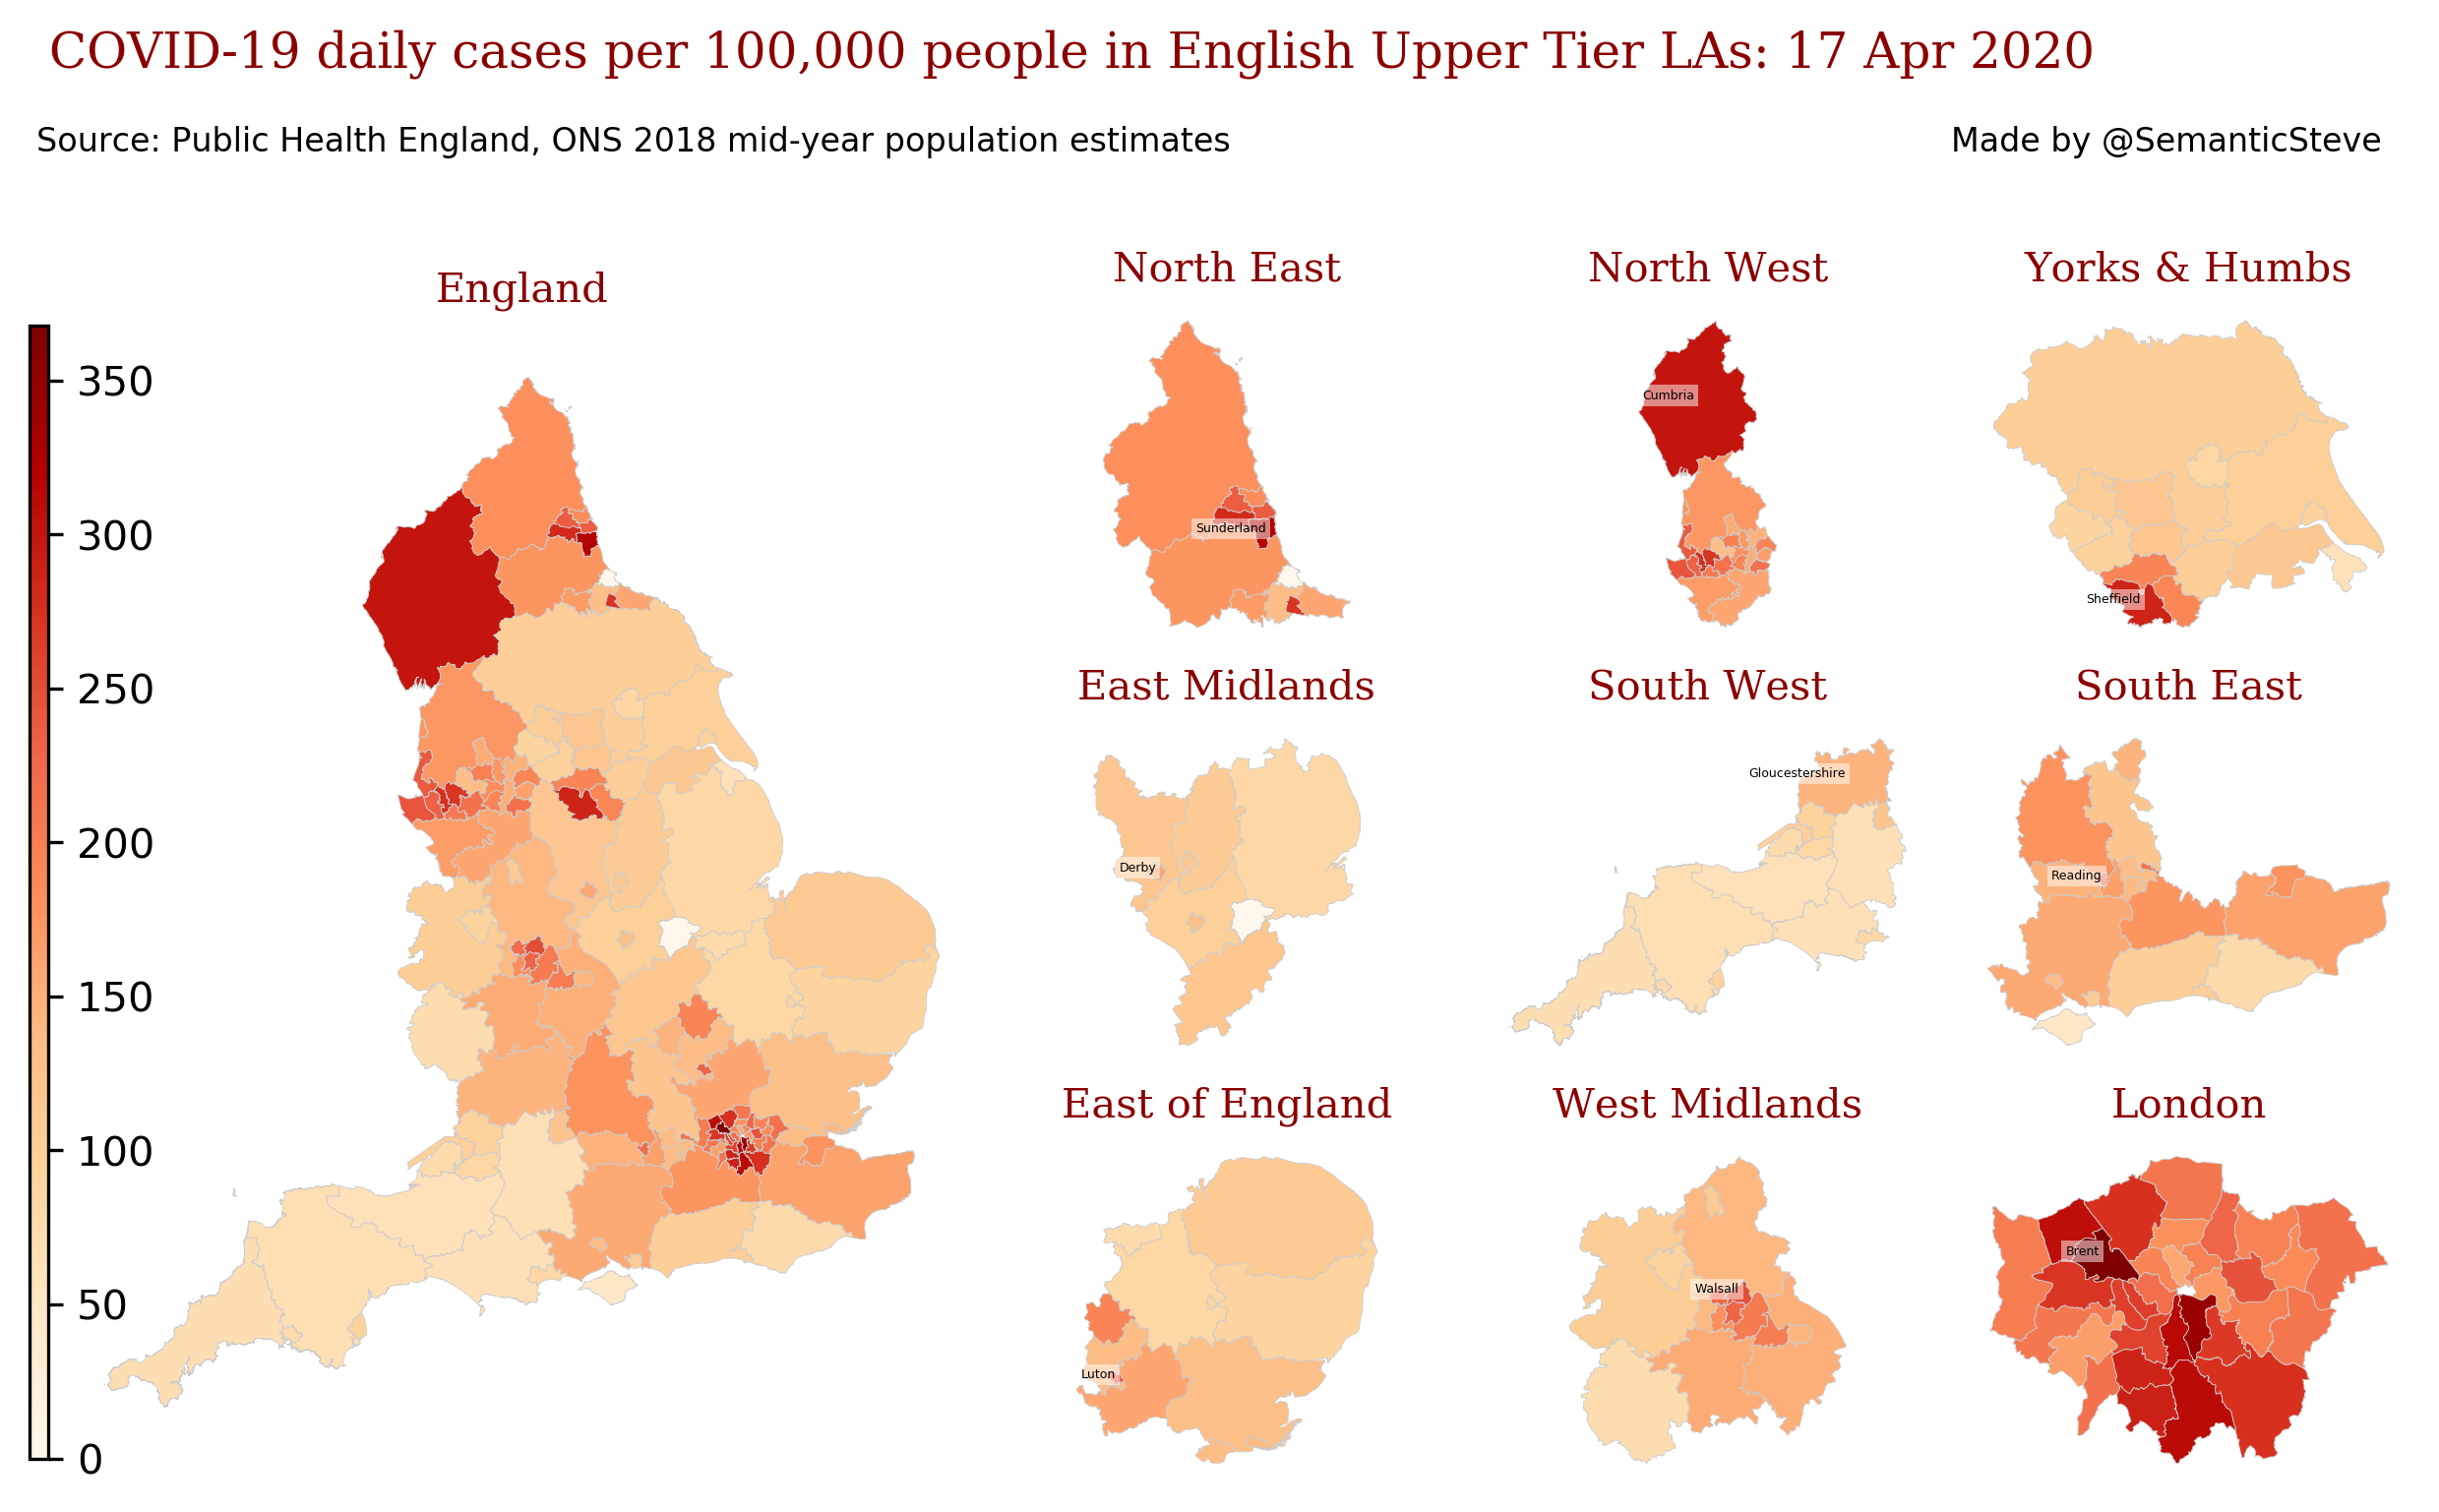 COVID-19 daily cases per 100,000 people in English Upper Tier LAs: 17 Apr 2020
Source: Public Health England, ONS 2018 mid-year population estimates
Made by @SemanticSteve
England
350
300
250
200
150
100
50
0
North East
Sunderland
North West
Cumbria
Yorks & Humbs
Sheffield
East Midlands
Derby
South West
Gloucestershire
South East
Reading
East of England
Luton
West Midlands
Walsall
London
Brent